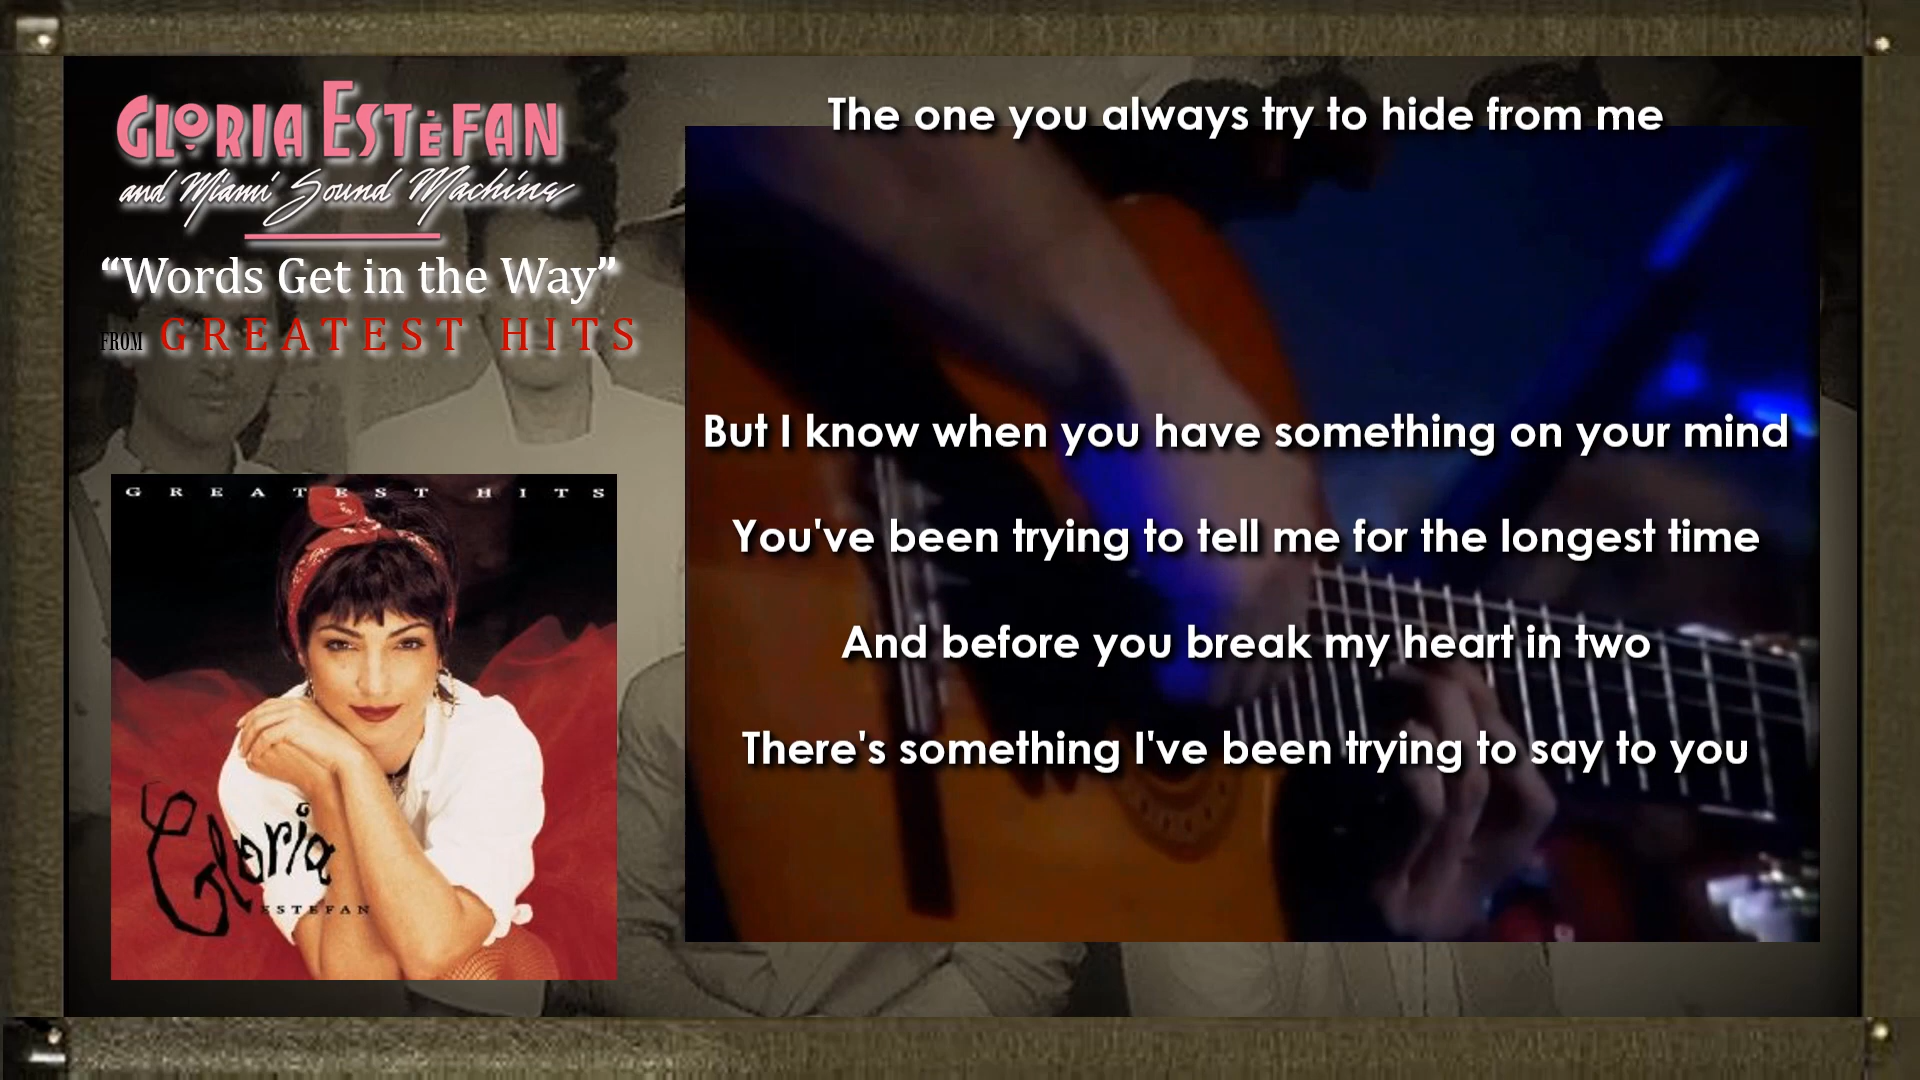 GLORIA ESTEFAN
and Miami Sound Machine
“Words Get in the Way”
FROM GREATEST HITS
GREATEST HITS
Gloria
ESTEFAN
The one you always try to hide from me
But I know when you have something on your mind
You've been trying to tell me for the longest time
And before you break my heart in two
There's something I've been trying to say to you